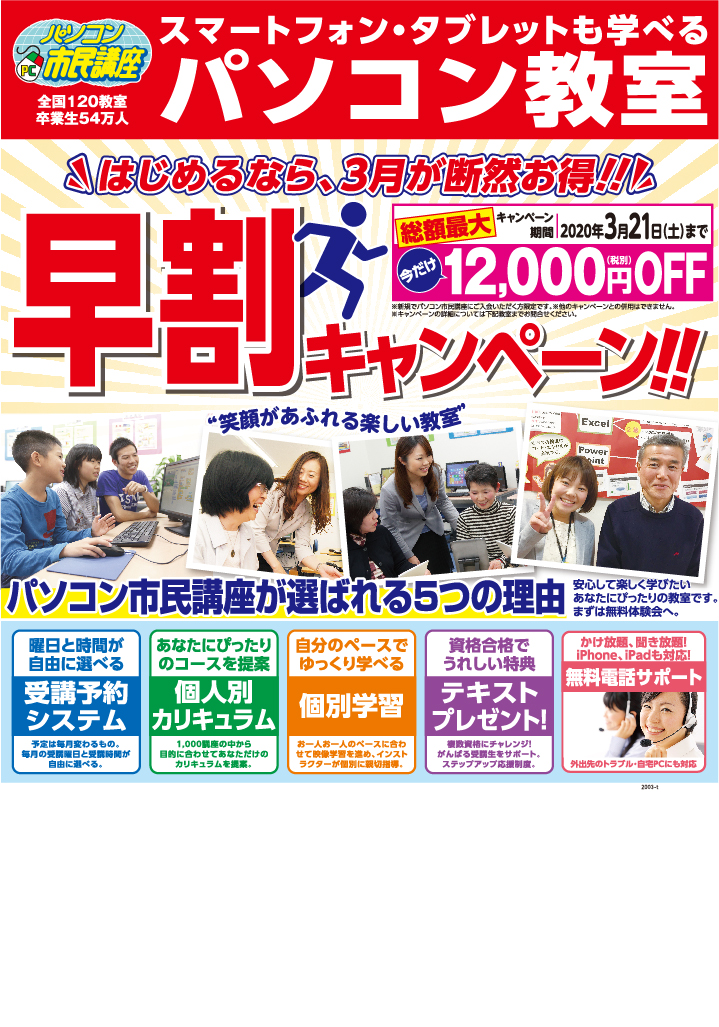 パソコン
市民講座
PC
全国120教室
卒業生54万人
スマートフォン・タブレットも学べる
パソコン教室
はじめるなら、3月が断然お得!!
早割キャンペーン!!
総額最大
キャンペーン
期間
2020年3月21日(土)まで
今だけ
12,000円(税別)OFF
※新規でパソコン市民講座にご入会いただく方限定です。※他のキャンペーンとの併用はできません。
※キャンペーンの詳細については下記教室までお問合せください。
“笑顔があふれる楽しい教室”
Excel
Power
Point
パソコン市民講座が選ばれる5つの理由
安心して楽しく学びたい
あなたにぴったりの教室です。
まずは無料体験会へ。
曜日と時間が
自由に選べる
受講予約
システム
予定は毎月変わるもの。
毎月の受講曜日と受講時間が
自由に選べる。
あなたにぴったり
のコースを提案
個人別
カリキュラム
1,000講座の中から
目的に合わせてあなただけの
カリキュラムを提案。
自分のペースで
ゆっくり学べる
個別学習
お一人お一人のペースに合わ
せて映像学習を進め、インスト
ラクターが個別に親切指導。
資格合格で
うれしい特典
テキスト
プレゼント!
複数資格にチャレンジ!
がんばる受講生をサポート。
ステップアップ応援制度。
かけ放題、聞き放題!
iPhone、iPadも対応!
無料電話サポート
外出先のトラブル・自宅PCにも対応
2003-t